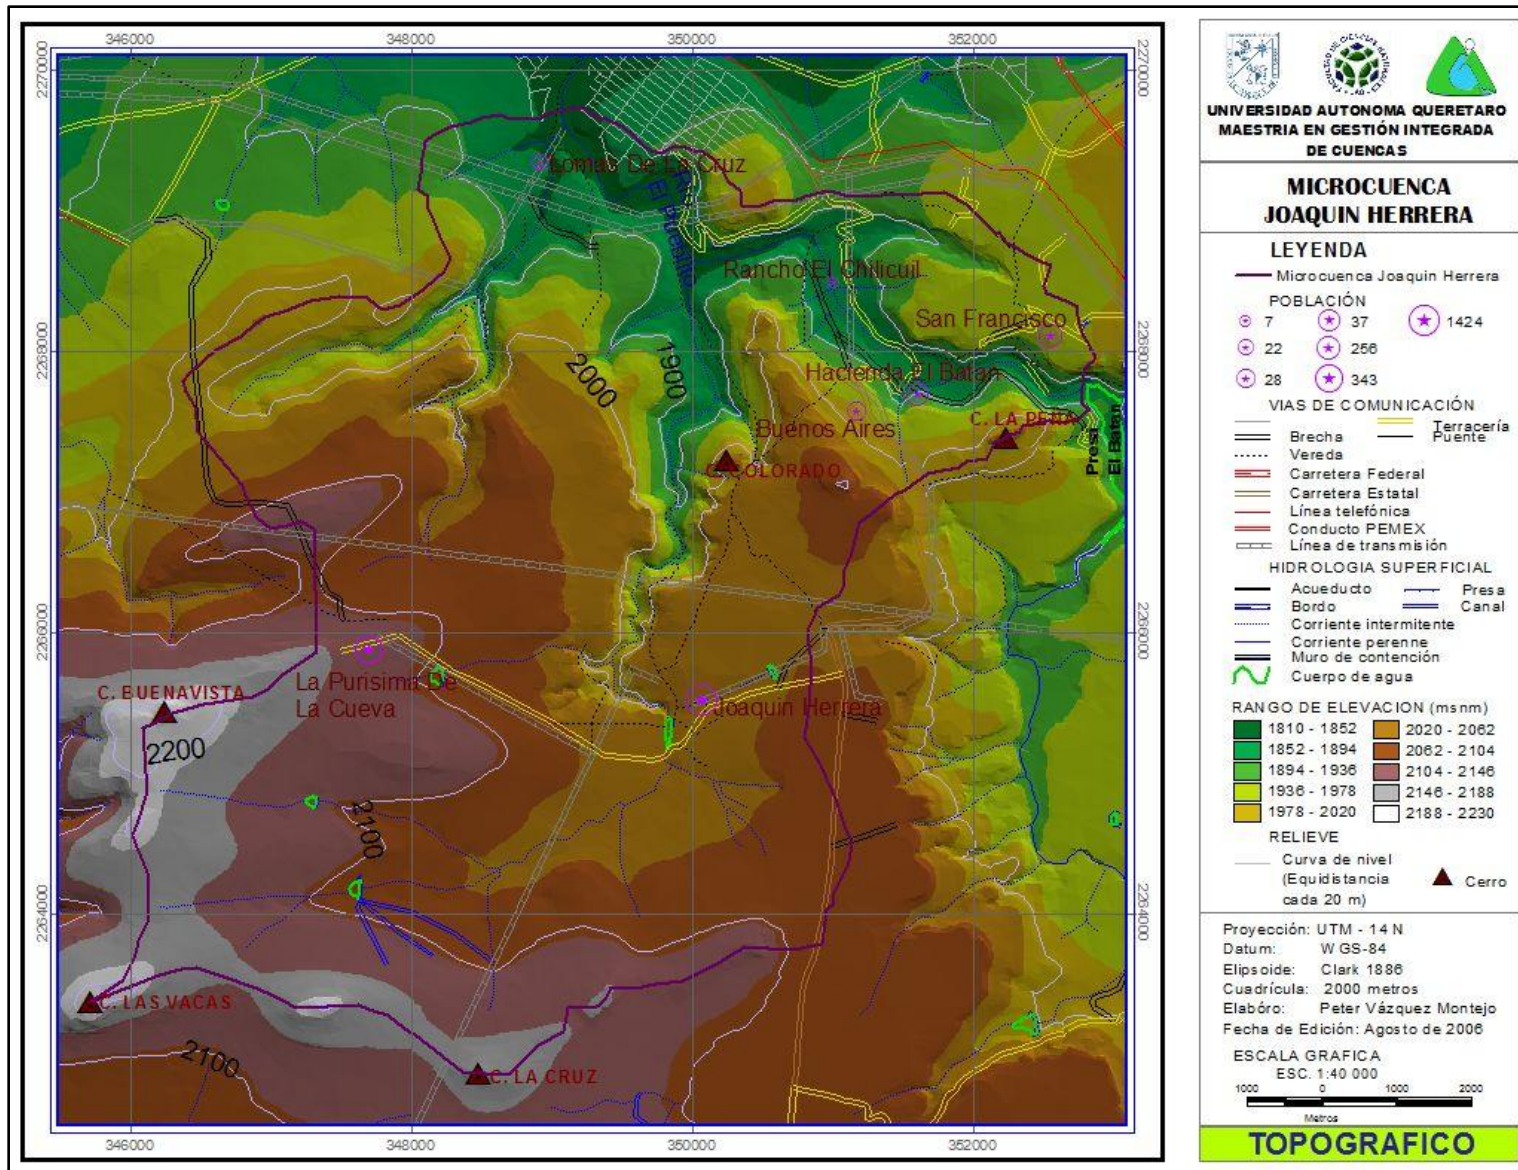 346000
348000
350000
352000
2270000
2270000
Lomas De La Cruz
Rancho El Chilicuil
San Francisco
2268000
2268000
2000
1900
Hacienda El Batan
Buenos Aires
C. LA PEÑA
Presa
El Batan
C. COLORADO
2266000
2266000
La Purisima De
La Cueva
C. BUENAVISTA
2200
Joaquin Herrera
2100
2264000
2264000
C. LAS VACAS
2100
C. LA CRUZ
346000
348000
350000
352000
UNIVERSIDAD AUTONOMA QUERETARO
MAESTRIA EN GESTIÓN INTEGRADA
DE CUENCAS
MICROCUENCA
JOAQUIN HERRERA
LEYENDA
Microcuenca Joaquin Herrera
POBLACIÓN
7 37 1424
22 256
28 343
VIAS DE COMUNICACIÓN
Terracería
Brecha Puente
Vereda
Carretera Federal
Carretera Estatal
Línea telefónica
Conducto PEMEX
Línea de transmisión
HIDROLOGIA SUPERFICIAL
Acueducto Presa
Bordo Canal
Corriente intermitente
Corriente perenne
Muro de contención
Cuerpo de agua
RANGO DE ELEVACION (msnm)
1810 - 1852 2020 - 2062
1852 - 1894 2062 - 2104
1894 - 1936 2104 - 2146
1936 - 1978 2146 - 2188
1978 - 2020 2188 - 2230
RELIEVE
Curva de nivel
(Equidistancia Cerro
cada 20 m)
Proyección: UTM - 14 N
Datum: WGS-84
Elipsoide: Clark 1886
Cuadrícula: 2000 metros
Elabóro: Peter Vázquez Montejo
Fecha de Edición: Agosto de 2006
ESCALA GRAFICA
ESC. 1:40 000
1000 0 1000 2000
Metros
TOPOGRAFICO